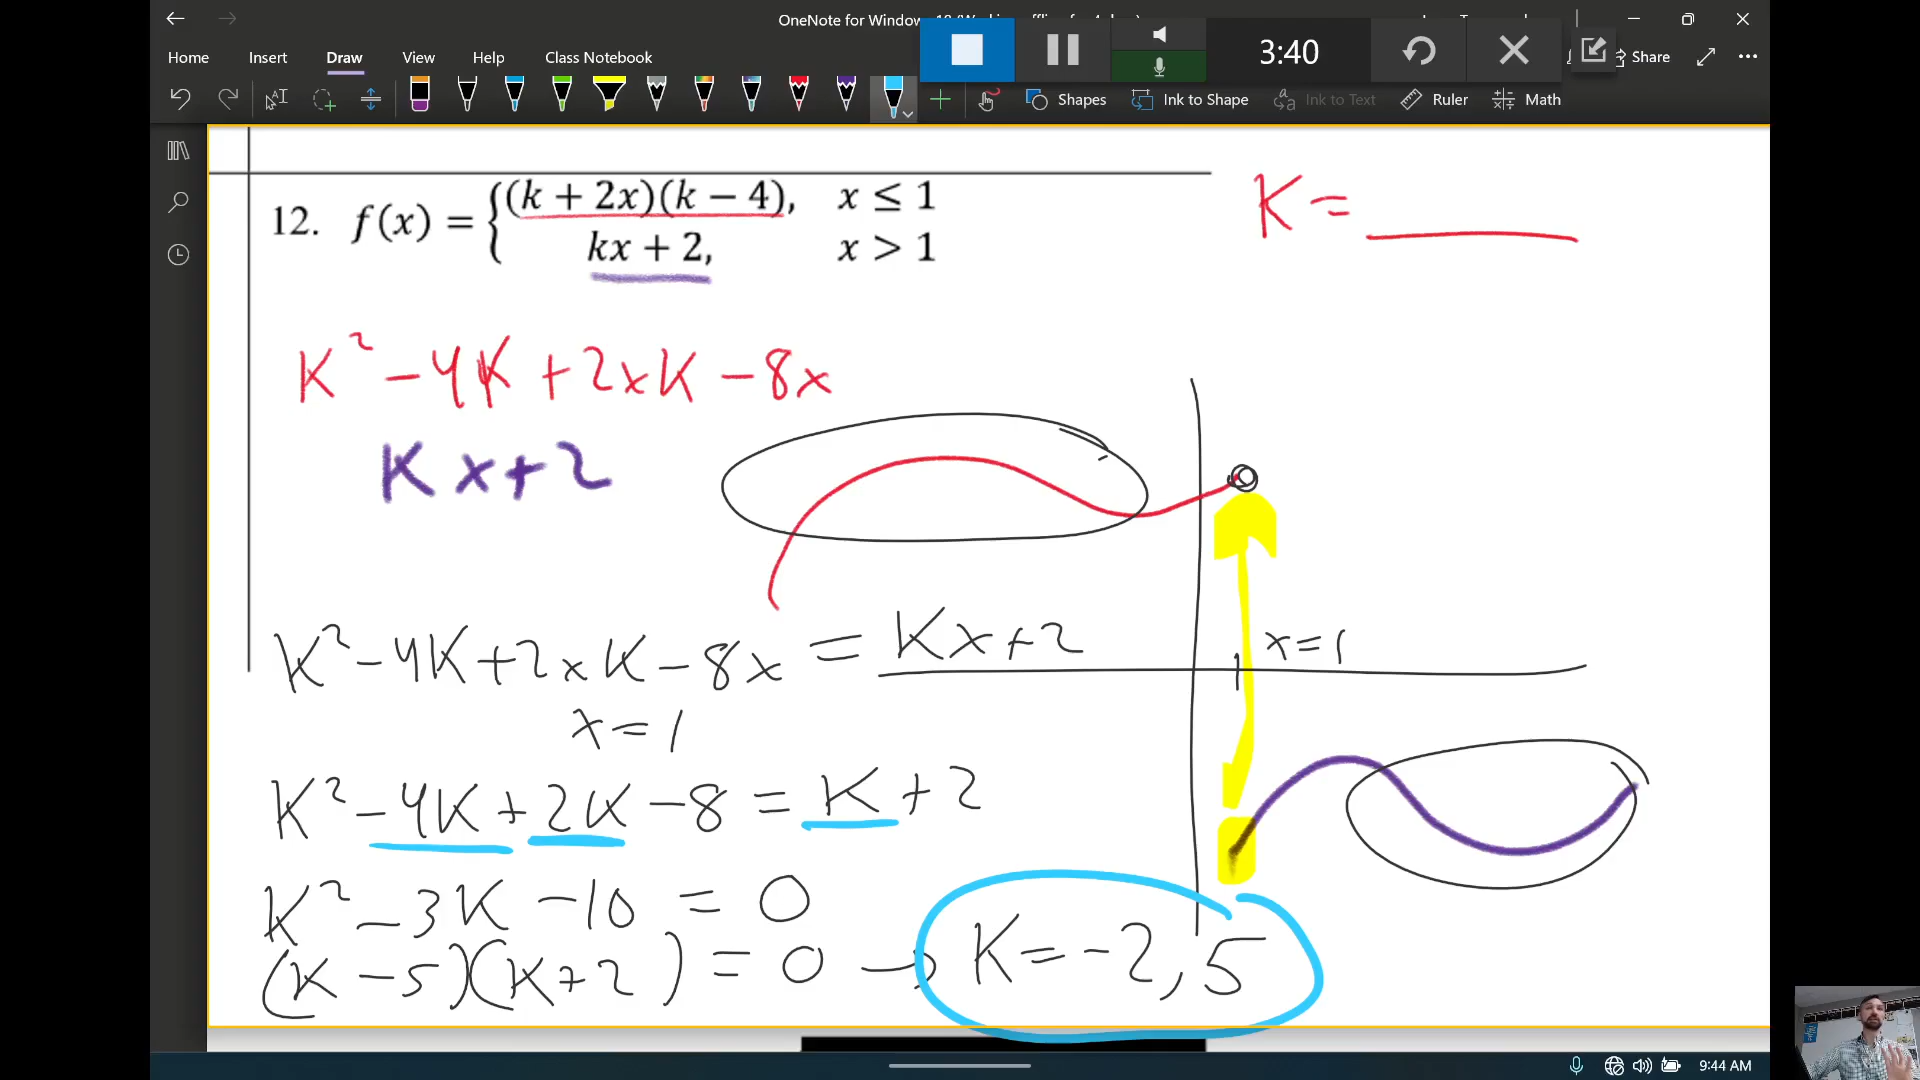 OneNote for Window
Home Insert Draw View Help Class Notebook
3:40
Share
Shapes Ink to Shape Ink to Text Ruler Math
12. f(x) = { (k + 2x)(k − 4), x ≤ 1
kx + 2, x > 1
K = ____
K² − 4K + 2xK − 8x
Kx + 2
K² − 4K + 2xK − 8x = Kx + 2
x = 1
1 x = 1
K² − 4K + 2K − 8 = K + 2
K² − 3K − 10 = 0
(K − 5)(K + 2) = 0 → K = −2, 5
9:44 AM